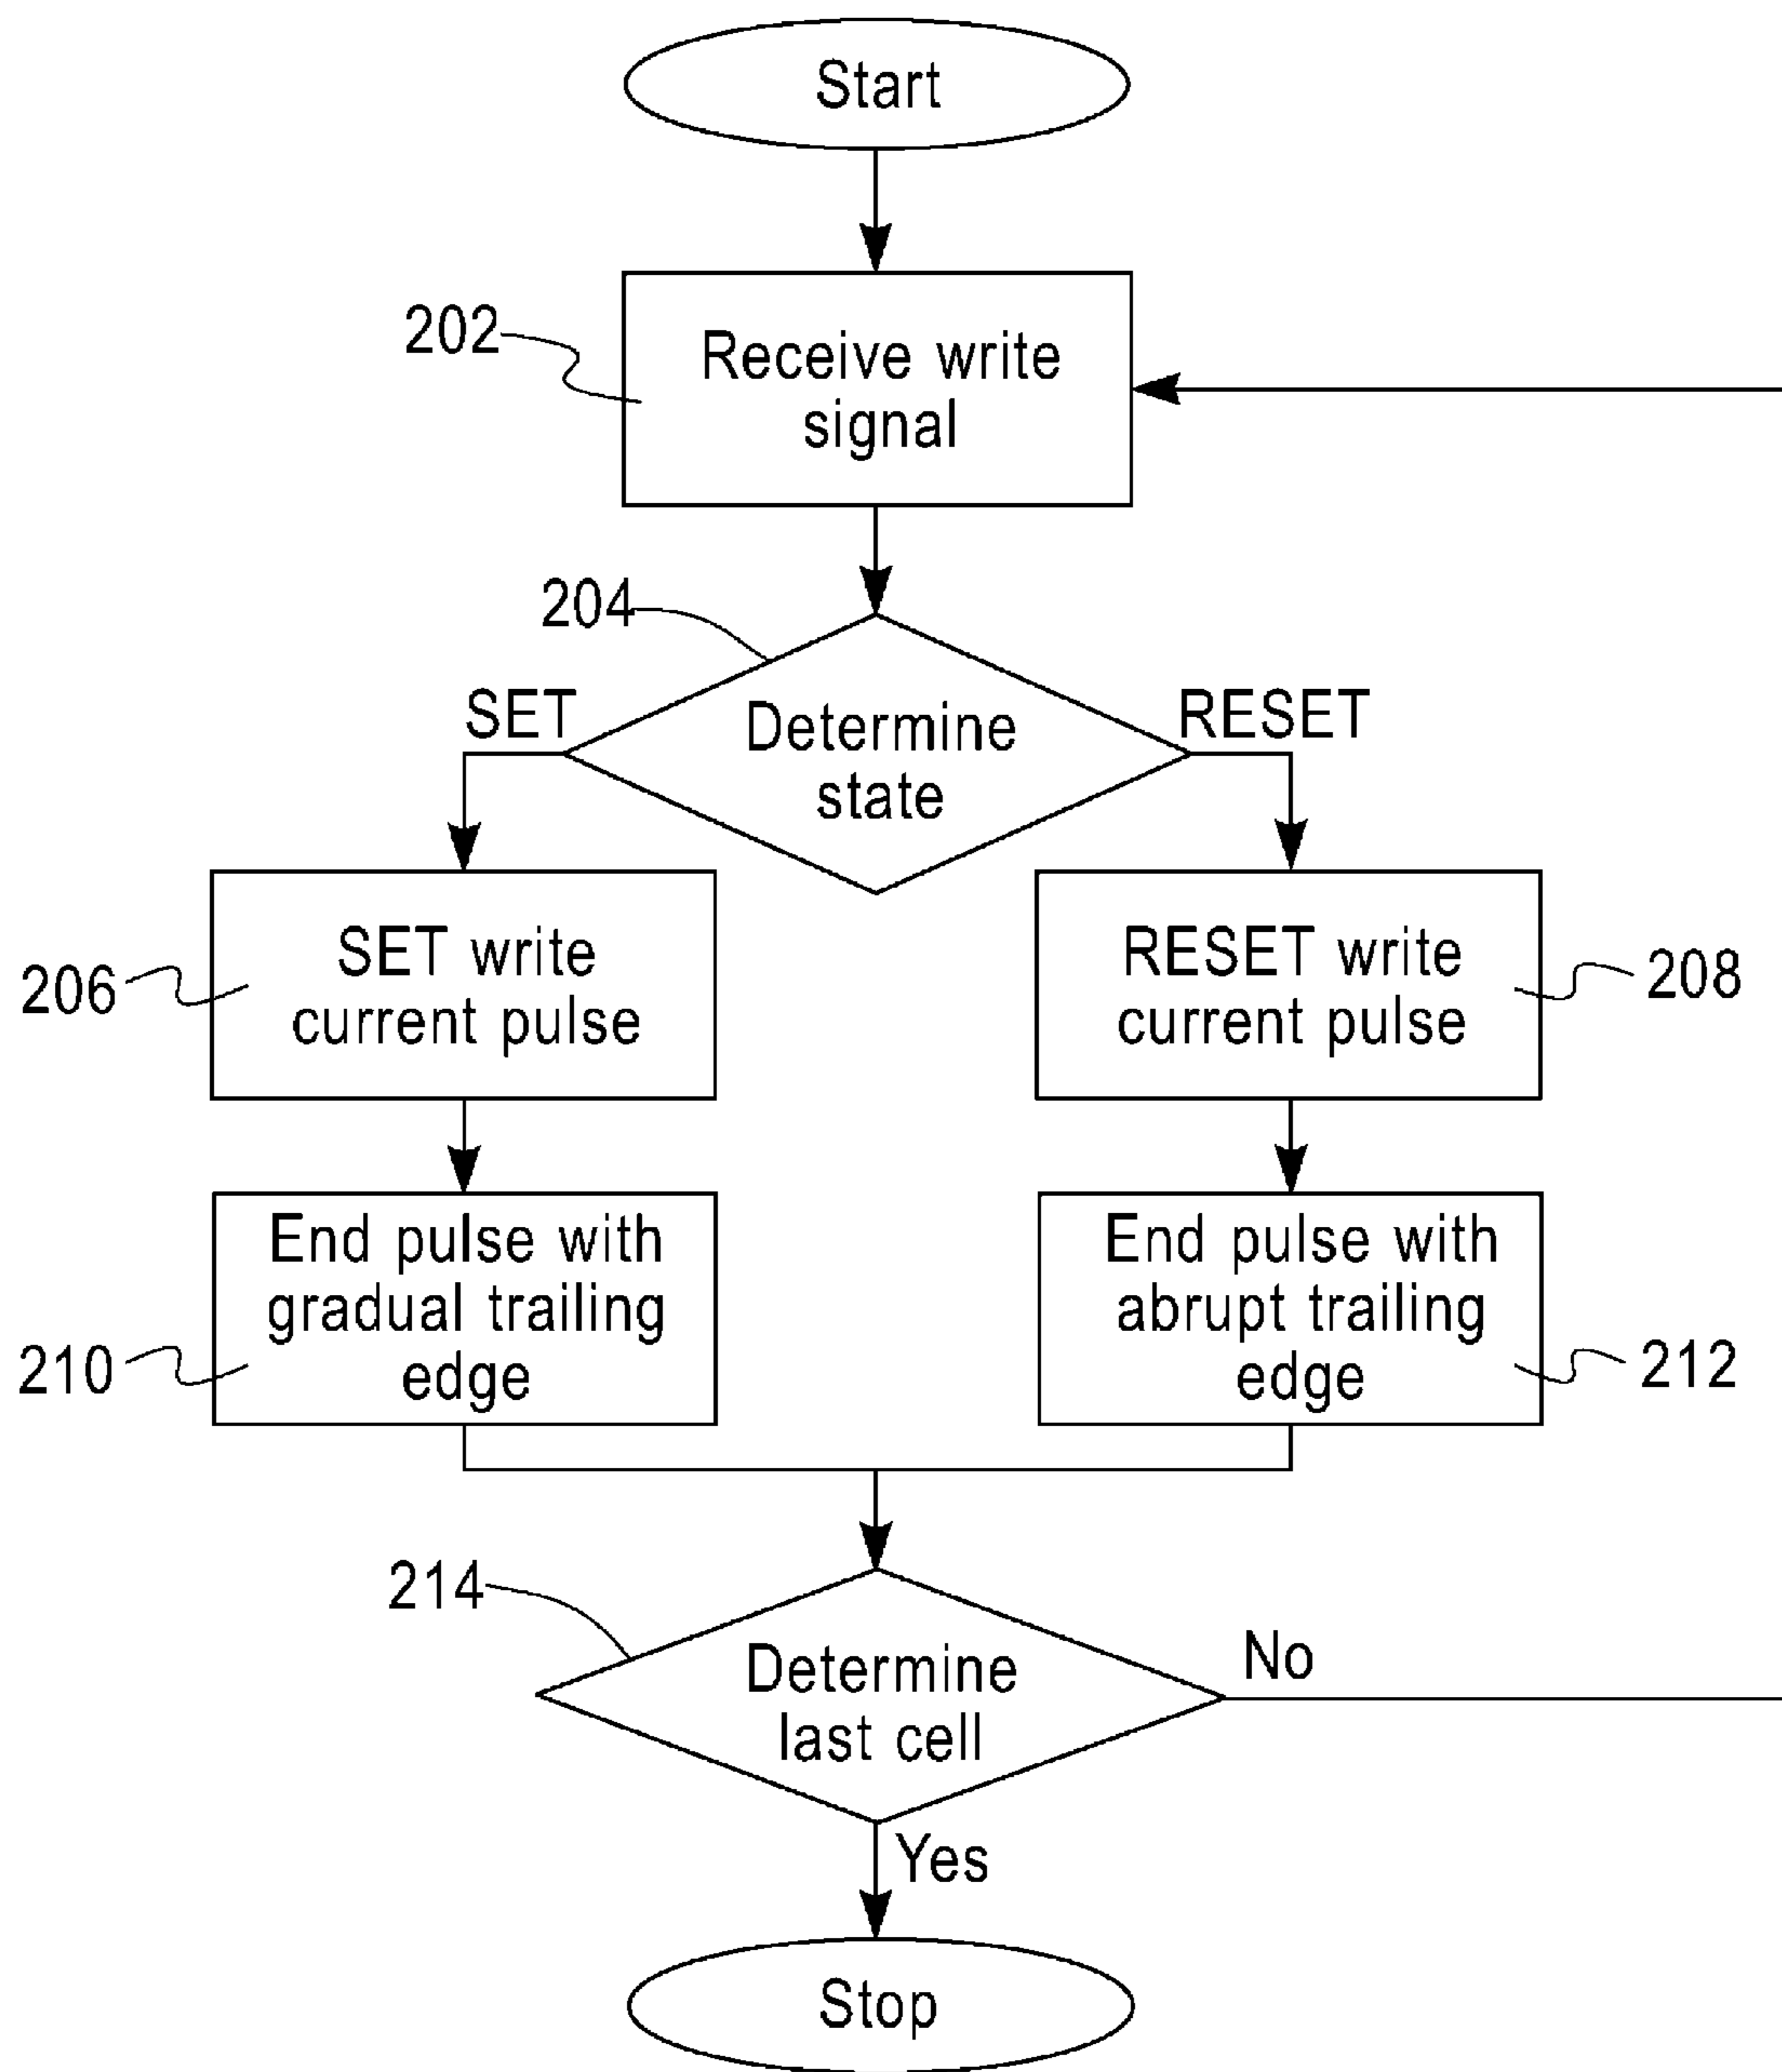 Start
202
Receive write
signal
204
SET
Determine
state
RESET
206
SET write
current pulse
RESET write
current pulse
208
210
End pulse with
gradual trailing
edge
End pulse with
abrupt trailing
edge
212
214
Determine
last cell
No
Yes
Stop